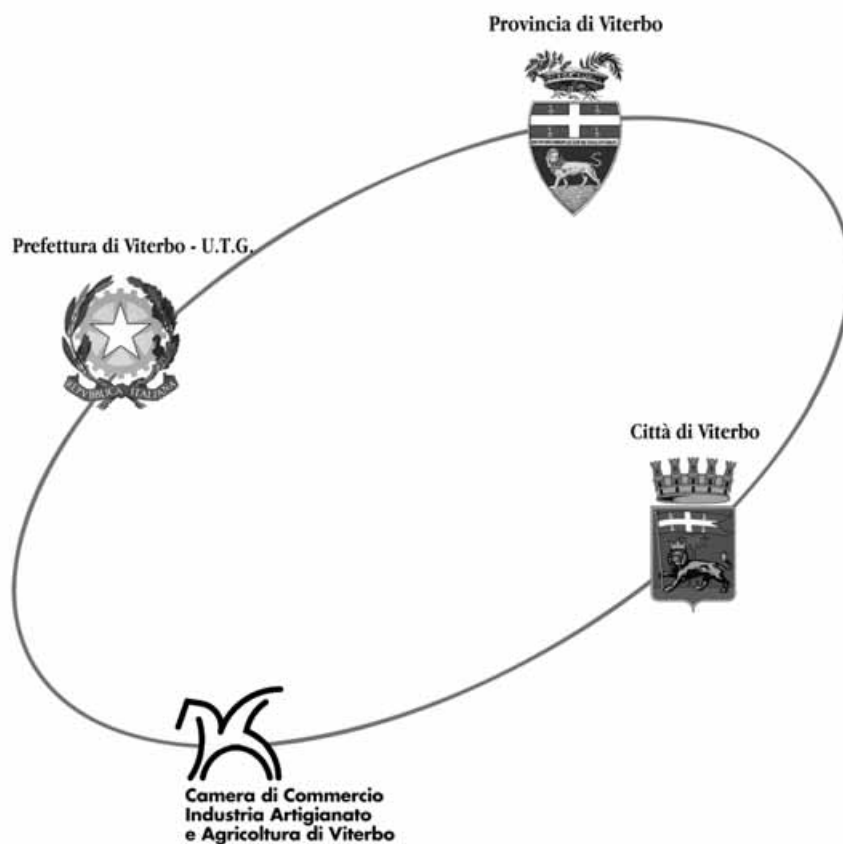 Provincia di Viterbo
Prefettura di Viterbo - U.T.G.
REPVBBLICA ITALIANA
Città di Viterbo
Camera di Commercio
Industria Artigianato
e Agricoltura di Viterbo